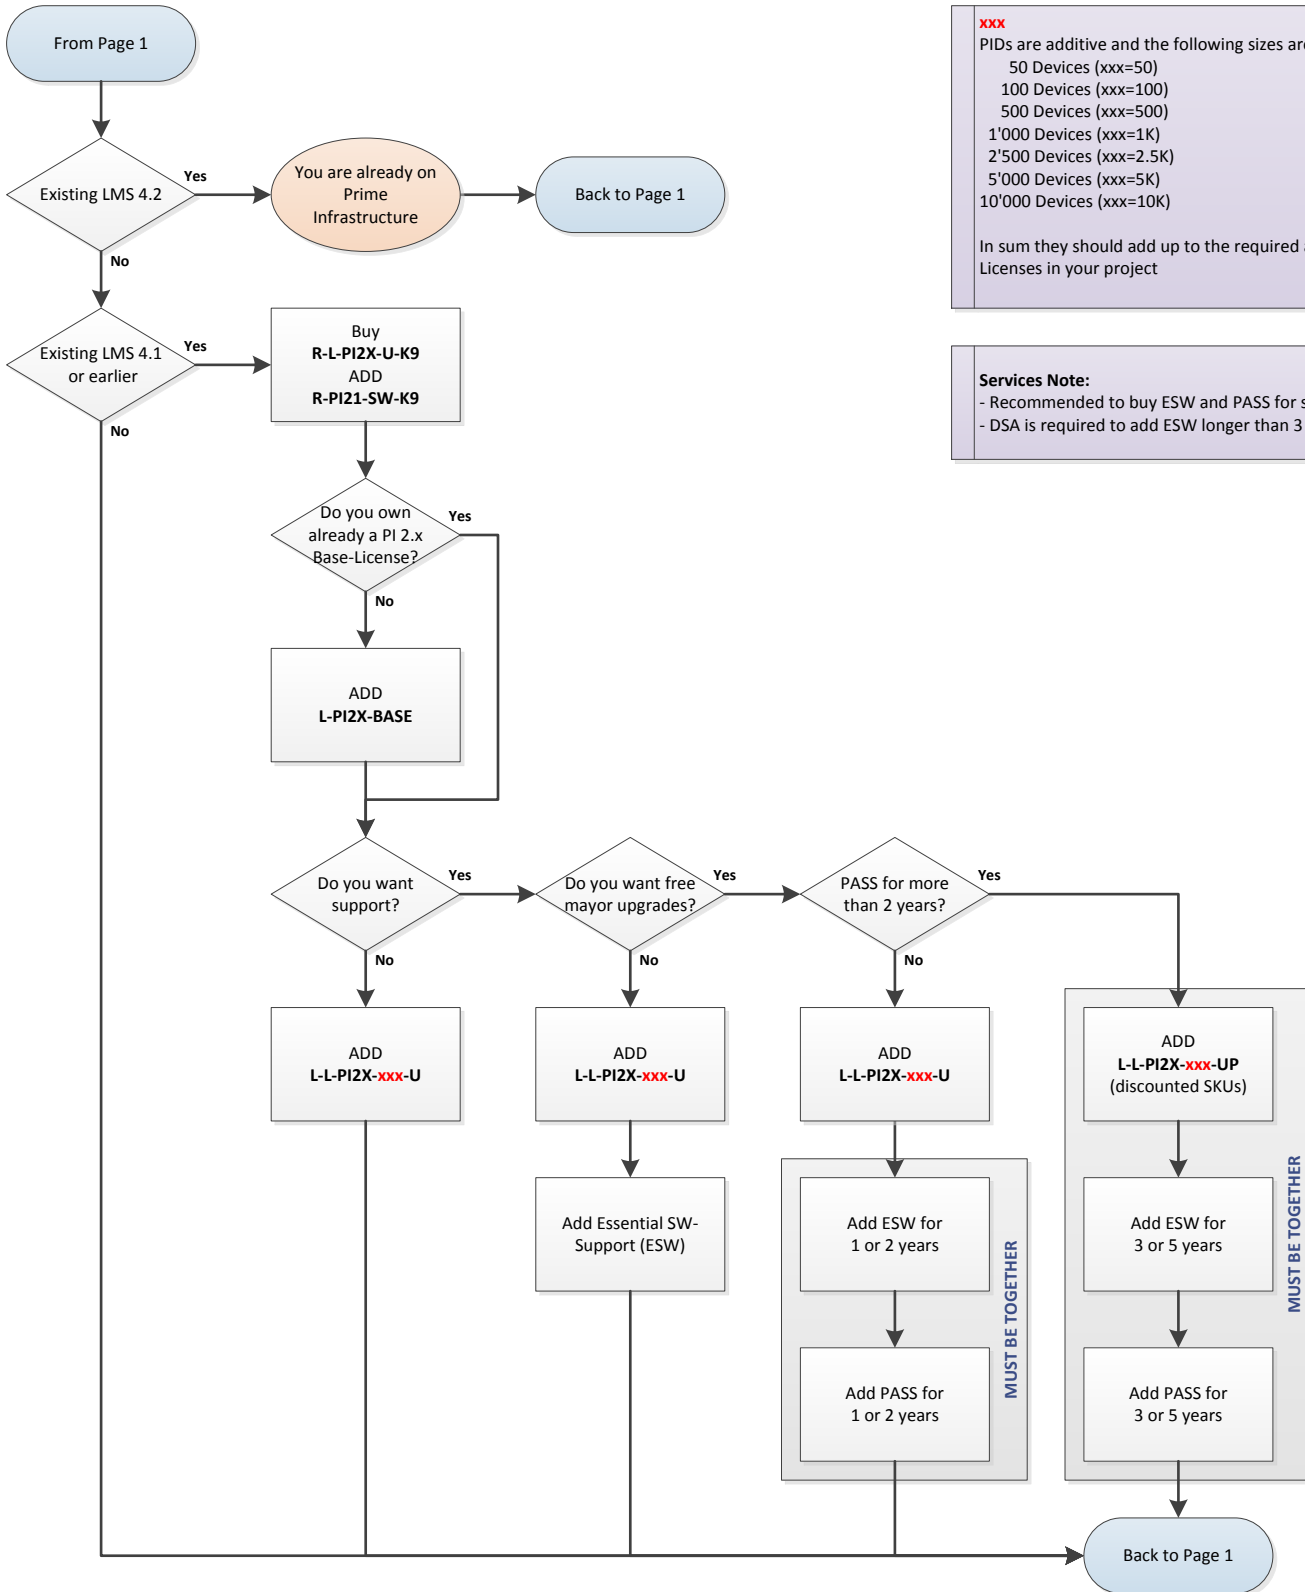 From Page 1
xxx
PIDs are additive and the following sizes are
50 Devices (xxx=50)
100 Devices (xxx=100)
500 Devices (xxx=500)
1'000 Devices (xxx=1K)
2'500 Devices (xxx=2.5K)
5'000 Devices (xxx=5K)
10'000 Devices (xxx=10K)
In sum they should add up to the required
Licenses in your project
Existing LMS 4.2
Yes
No
You are already on
Prime
Infrastructure
Back to Page 1
Existing LMS 4.1
or earlier
Yes
No
Buy
R-L-PI2X-U-K9
ADD
R-PI21-SW-K9
Services Note:
- Recommended to buy ESW and PASS for
- DSA is required to add ESW longer than 3
Do you own
already a PI 2.x
Base-License?
Yes
No
ADD
L-PI2X-BASE
Do you want
support?
Yes
No
Do you want free
mayor upgrades?
Yes
No
PASS for more
than 2 years?
Yes
No
ADD
L-L-PI2X-xxx-U
ADD
L-L-PI2X-xxx-U
ADD
L-L-PI2X-xxx-U
ADD
L-L-PI2X-xxx-UP
(discounted SKUs)
Add Essential SW-
Support (ESW)
Add ESW for
1 or 2 years
Add PASS for
1 or 2 years
MUST BE TOGETHER
Add ESW for
3 or 5 years
Add PASS for
3 or 5 years
MUST BE TOGETHER
Back to Page 1